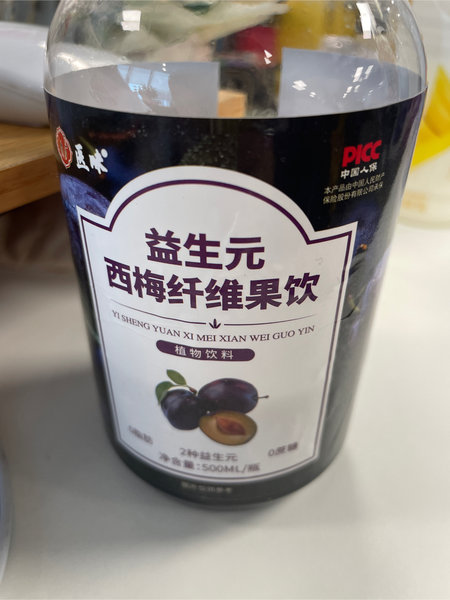 医术
PICC
中国人保
本产品由中国人民财产
保险股份有限公司承保
益生元
西梅纤维果饮
YI SHENG YUAN XI MEI XIAN WEI GUO YIN
植物饮料
0脂肪
2种益生元
0蔗糖
净含量:500ML/瓶